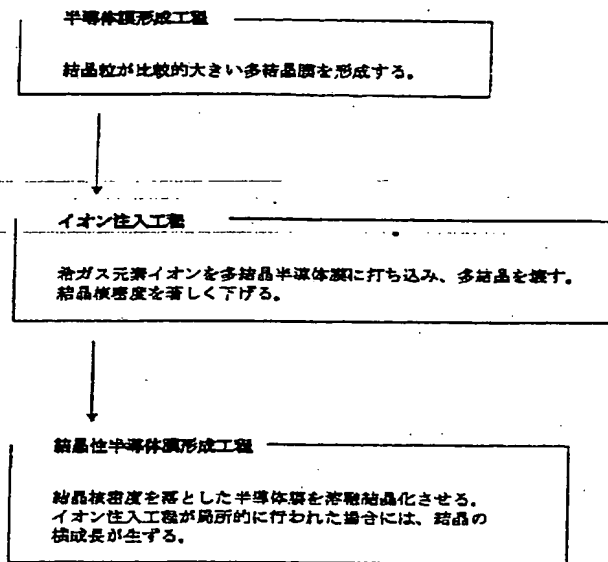 半導体膜形成工程
結晶粒が比較的大きい多結晶膜を形成する。
イオン注入工程
希ガス元素イオンを多結晶半導体膜に打ち込み、多結晶を壊す。
結晶核密度を著しく下げる。
結晶性半導体膜形成工程
結晶核密度を落とした半導体膜を溶融結晶化させる。
イオン注入工程が局所的に行われた場合には、結晶の
横成長が生ずる。